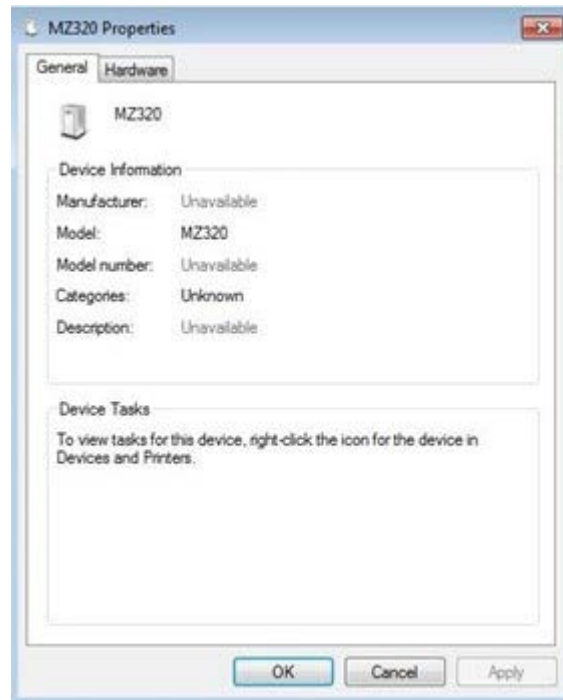 MZ320 Properties
General Hardware
MZ320
Device Information
Manufacturer: Unavailable
Model: MZ320
Model number: Unavailable
Categories: Unknown
Description: Unavailable
Device Tasks
To view tasks for this device, right-click the icon for the device in
Devices and Printers.
OK Cancel Apply